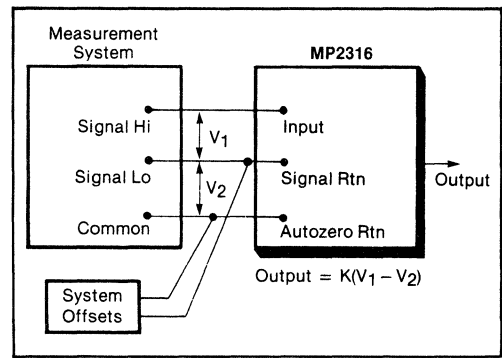 Measurement
System
MP2316
Signal Hi
Input
V1
Signal Lo
Signal Rtn
Output
V2
Common
Autozero Rtn
Output = K(V1 – V2)
System
Offsets